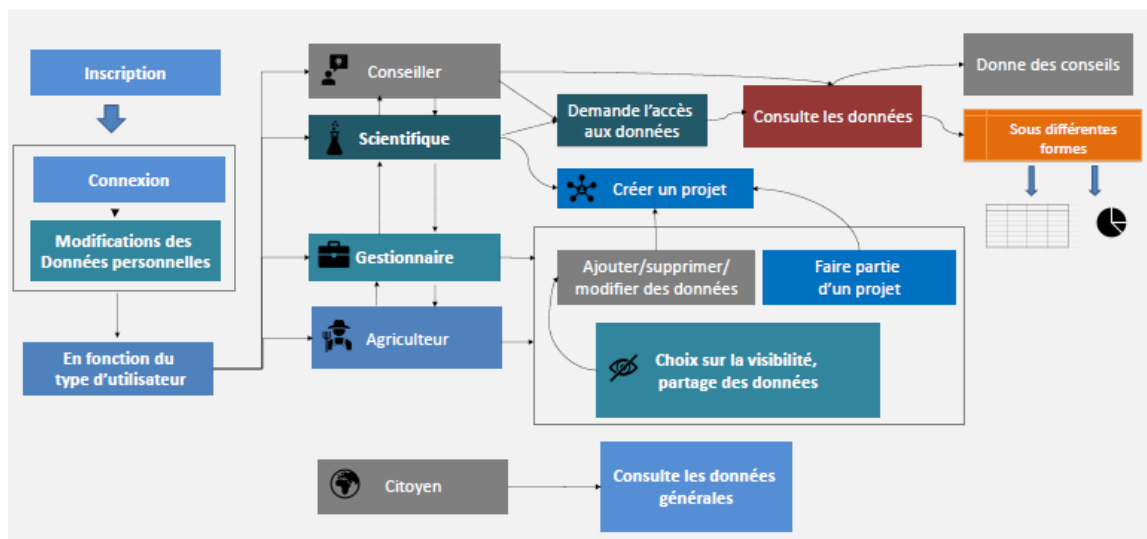 Inscription
Connexion
Modifications des
Données personnelles
En fonction du
type d'utilisateur
Conseiller
Scientifique
Gestionnaire
Agriculteur
Citoyen
Demande l'accès
aux données
Créer un projet
Consulte les données
Donne des conseils
Sous différentes
formes
Ajouter/supprimer/
modifier des données
Faire partie
d'un projet
Choix sur la visibilité,
partage des données
Consulte les données
générales